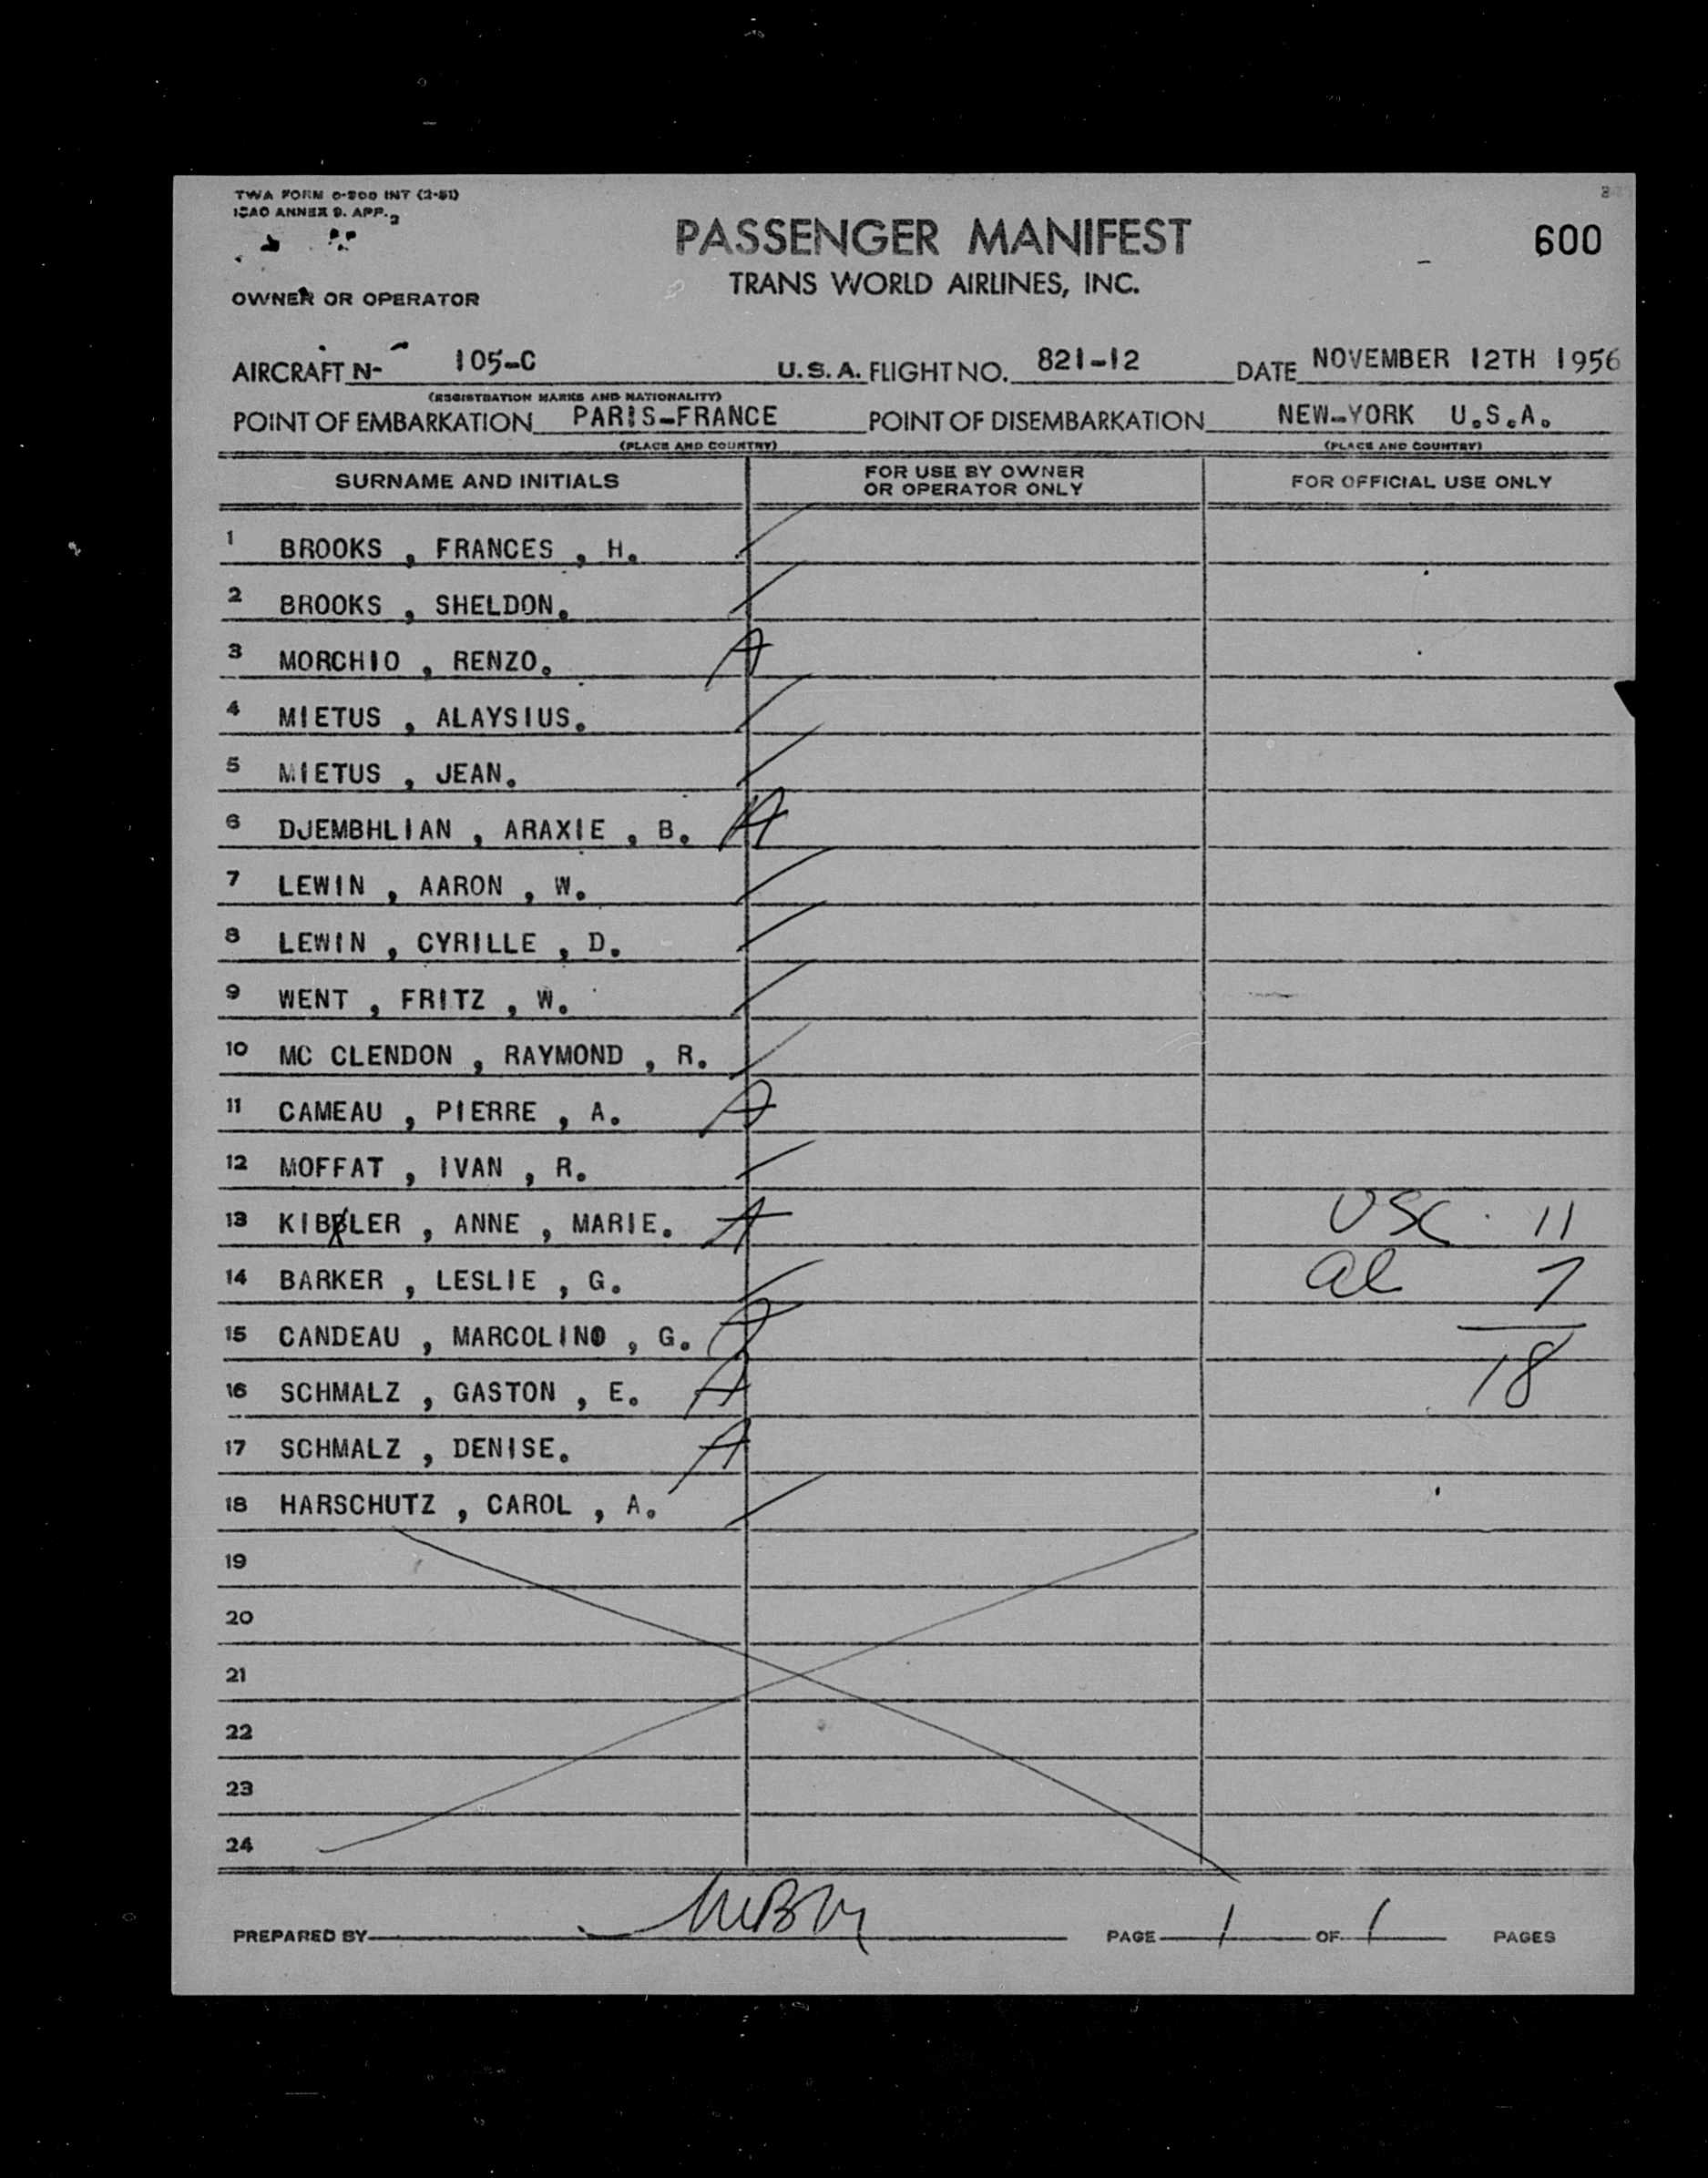 TWA FORM O-200 INT (2-51)
ICAO ANNEX 9. APP. 2
PASSENGER MANIFEST
600
TRANS WORLD AIRLINES, INC.
OWNER OR OPERATOR
AIRCRAFT N- 105-C U.S.A. FLIGHT NO. 821-12 DATE NOVEMBER 12TH 1956
(REGISTRATION MARKS AND NATIONALITY)
POINT OF EMBARKATION PARIS-FRANCE POINT OF DISEMBARKATION NEW-YORK U.S.A.
(PLACE AND COUNTRY) (PLACE AND COUNTRY)
SURNAME AND INITIALS FOR USE BY OWNER OR OPERATOR ONLY FOR OFFICIAL USE ONLY
1 BROOKS , FRANCES , H.
2 BROOKS , SHELDON.
3 MORCHIO , RENZO. A
4 MIETUS , ALAYSIUS.
5 MIETUS , JEAN.
6 DJEMBHLIAN , ARAXIE , B. A
7 LEWIN , AARON , W.
8 LEWIN , CYRILLE , D.
9 WENT , FRITZ , W.
10 MC CLENDON , RAYMOND , R.
11 CAMEAU , PIERRE , A. A
12 MOFFAT , IVAN , R.
13 KIBLER , ANNE , MARIE. A USC 11
14 BARKER , LESLIE , G. al 7
15 CANDEAU , MARCOLINO , G. A 18
16 SCHMALZ , GASTON , E. A
17 SCHMALZ , DENISE. A
18 HARSCHUTZ , CAROL , A.
19
20
21
22
23
24
PREPARED BY PAGE 1 OF 1 PAGES